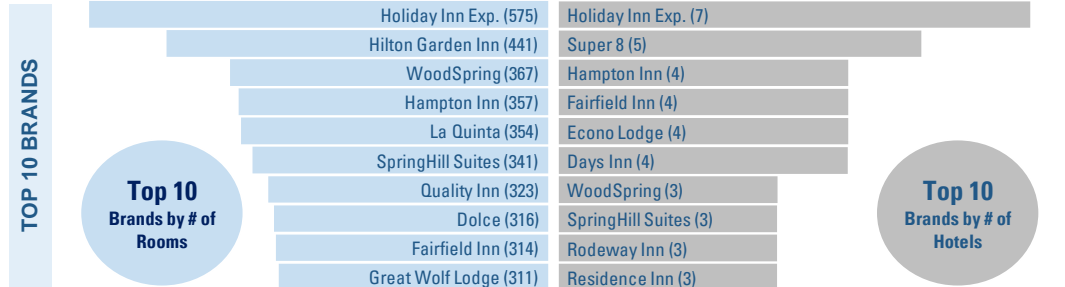 TOP 10 BRANDS
Holiday Inn Exp. (575)
Hilton Garden Inn (441)
WoodSpring (367)
Hampton Inn (357)
La Quinta (354)
SpringHill Suites (341)
Quality Inn (323)
Dolce (316)
Fairfield Inn (314)
Great Wolf Lodge (311)
Top 10
Brands by # of
Rooms
Holiday Inn Exp. (7)
Super 8 (5)
Hampton Inn (4)
Fairfield Inn (4)
Econo Lodge (4)
Days Inn (4)
WoodSpring (3)
SpringHill Suites (3)
Rodeway Inn (3)
Residence Inn (3)
Top 10
Brands by # of
Hotels